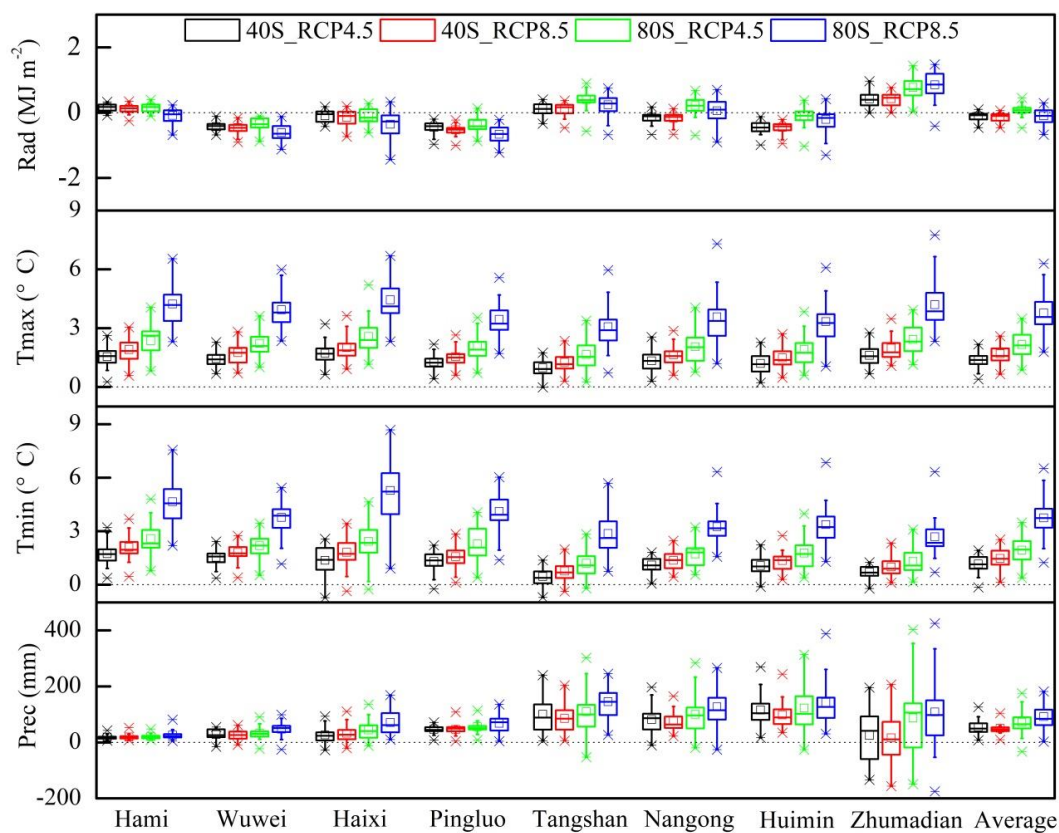 40S_RCP4.5 40S_RCP8.5 80S_RCP4.5 80S_RCP8.5
Rad (MJ m-2)
2
0
-2
Tmax (° C)
9
6
3
0
Tmin (° C)
9
6
3
0
Prec (mm)
400
200
0
-200
Hami Wuwei Haixi Pingluo Tangshan Nangong Huimin Zhumadian Average